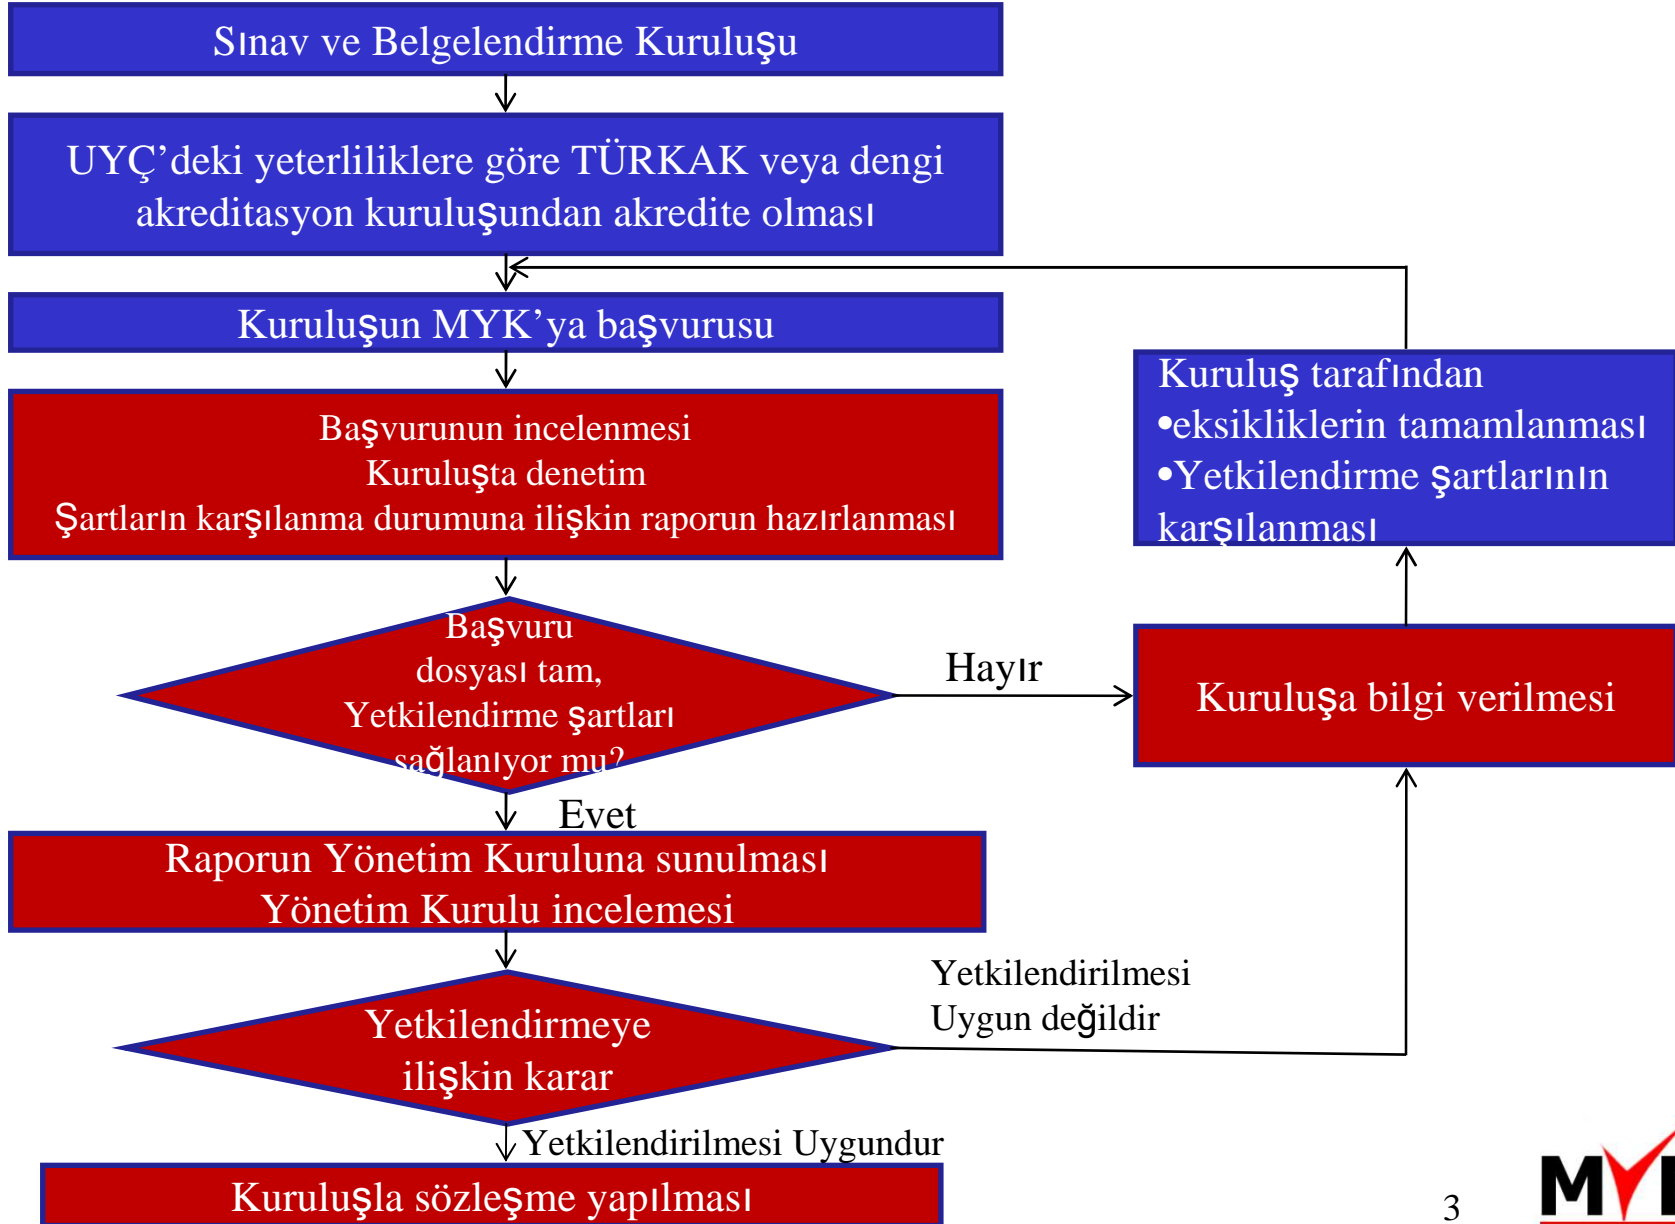 Sınav ve Belgelendirme Kuruluşu
UYÇ’deki yeterliliklere göre TÜRKAK veya dengi
akreditasyon kuruluşundan akredite olması
Kuruluşun MYK’ya başvurusu
Başvurunun incelenmesi
Kuruluşta denetim
Şartların karşılanma durumuna ilişkin raporun hazırlanması
Başvuru
dosyası tam,
Yetkilendirme şartları
sağlanıyor mu?
Hayır
Kuruluşa bilgi verilmesi
Kuruluş tarafından
•eksikliklerin tamamlanması
•Yetkilendirme şartlarının
karşılanması
Evet
Raporun Yönetim Kuruluna sunulması
Yönetim Kurulu incelemesi
Yetkilendirmeye
ilişkin karar
Yetkilendirilmesi
Uygun değildir
Yetkilendirilmesi Uygundur
Kuruluşla sözleşme yapılması
3